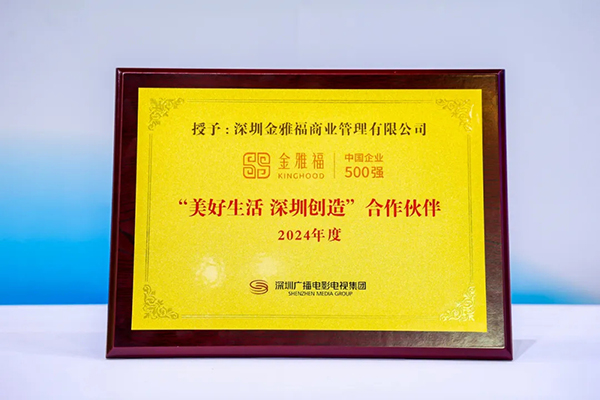 授予：深圳金雅福商业管理有限公司
金雅福 KINGHOOD 中国企业 500强
“美好生活 深圳创造”合作伙伴
2024年度
深圳广播电影电视集团
SHENZHEN MEDIA GROUP